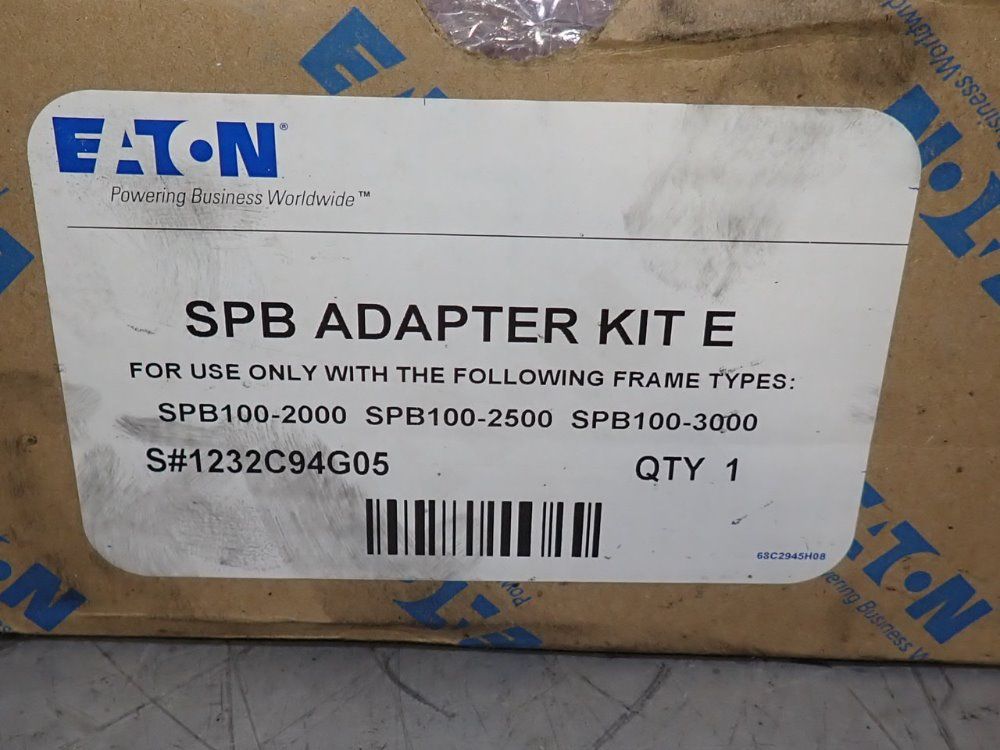 EATON®
Powering Business Worldwide™
SPB ADAPTER KIT E
FOR USE ONLY WITH THE FOLLOWING FRAME TYPES:
SPB100-2000 SPB100-2500 SPB100-3000
S#1232C94G05 QTY 1
6SC2945H08